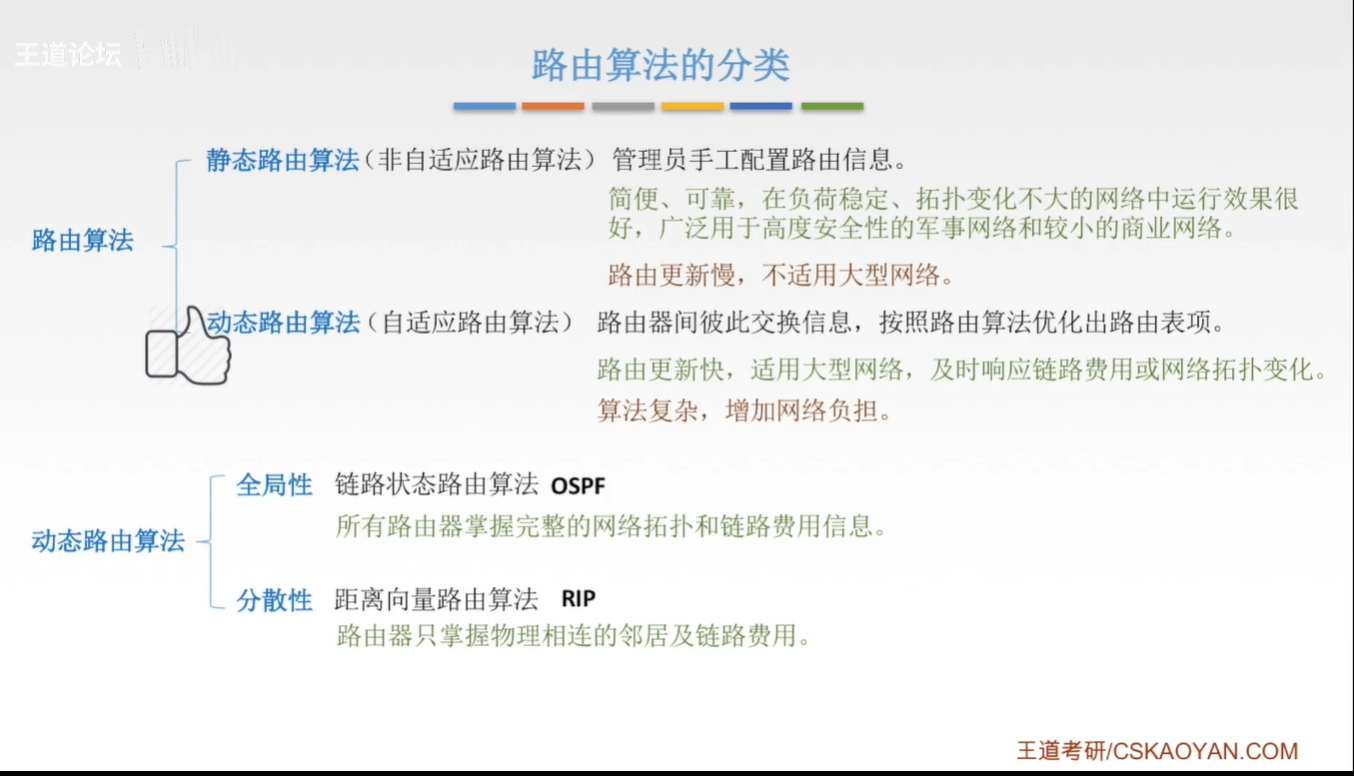 王道论坛
路由算法的分类
静态路由算法（非自适应路由算法） 管理员手工配置路由信息。
简便、可靠，在负荷稳定、拓扑变化不大的网络中运行效果很
好，广泛用于高度安全性的军事网络和较小的商业网络。
路由算法
路由更新慢，不适用大型网络。
动态路由算法（自适应路由算法） 路由器间彼此交换信息，按照路由算法优化出路由表项。
路由更新快，适用大型网络，及时响应链路费用或网络拓扑变化。
算法复杂，增加网络负担。
全局性 链路状态路由算法 OSPF
所有路由器掌握完整的网络拓扑和链路费用信息。
动态路由算法
分散性 距离向量路由算法 RIP
路由器只掌握物理相连的邻居及链路费用。
王道考研/CSKAOYAN.COM